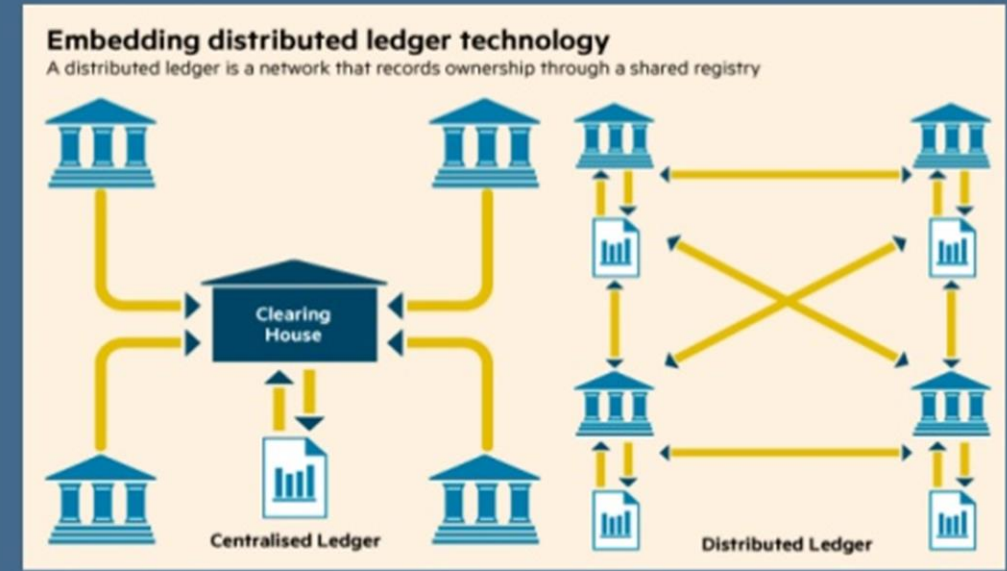 Embedding distributed ledger technology
A distributed ledger is a network that records ownership through a shared registry
Clearing
House
Centralised Ledger
Distributed Ledger